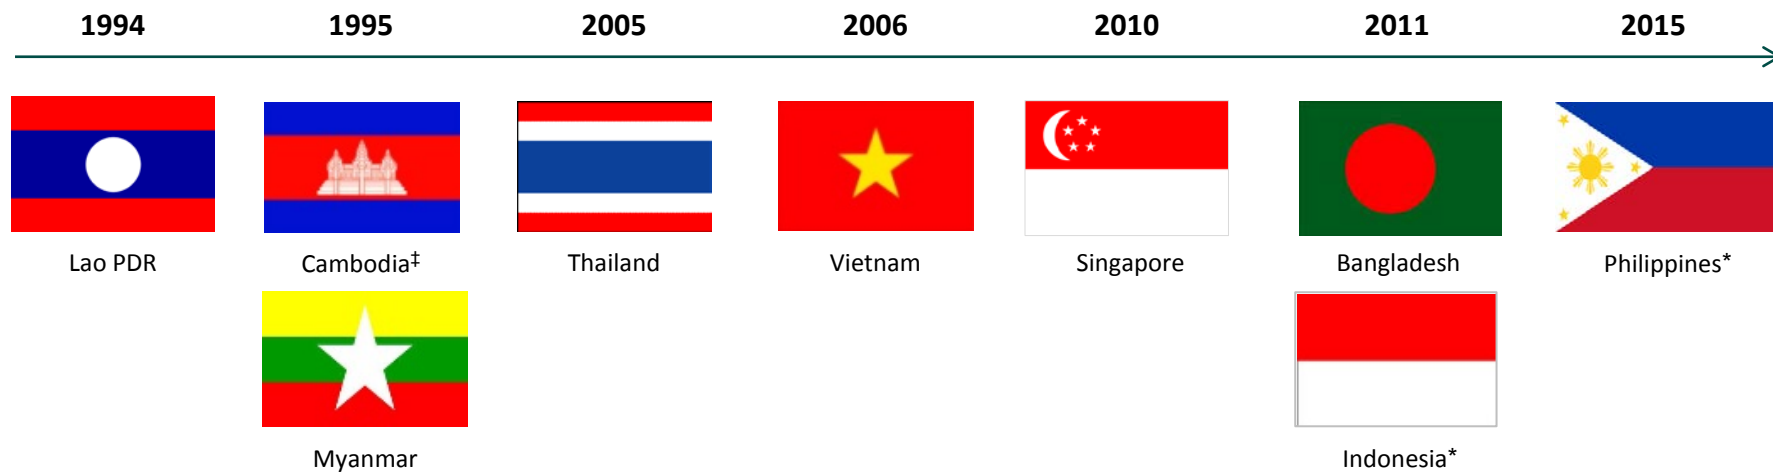 1994 1995 2005 2006 2010 2011 2015
Lao PDR Cambodia‡ Thailand Vietnam Singapore Bangladesh Philippines*
Myanmar Indonesia*